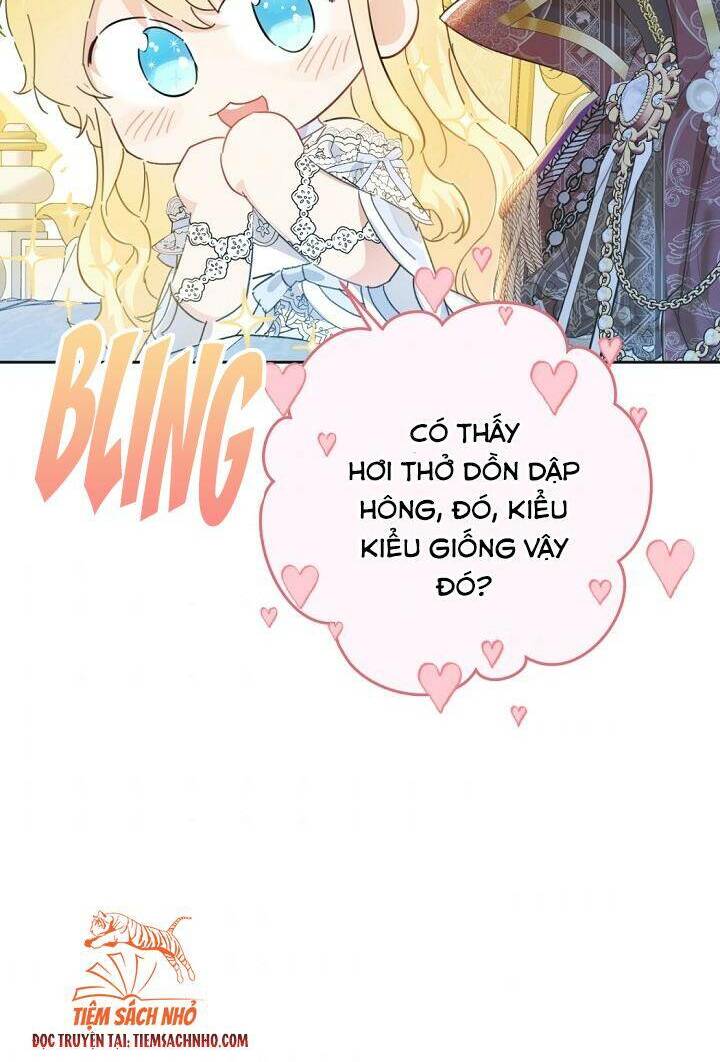 BLING
CÓ THẤY
HƠI THỞ DỒN DẬP
HÔNG, ĐÓ, KIỂU
KIỂU GIỐNG VẬY
ĐÓ?
TIỆM SÁCH NHỎ
ĐỌC TRUYỆN TẠI: TIEMSACHNHO.COM